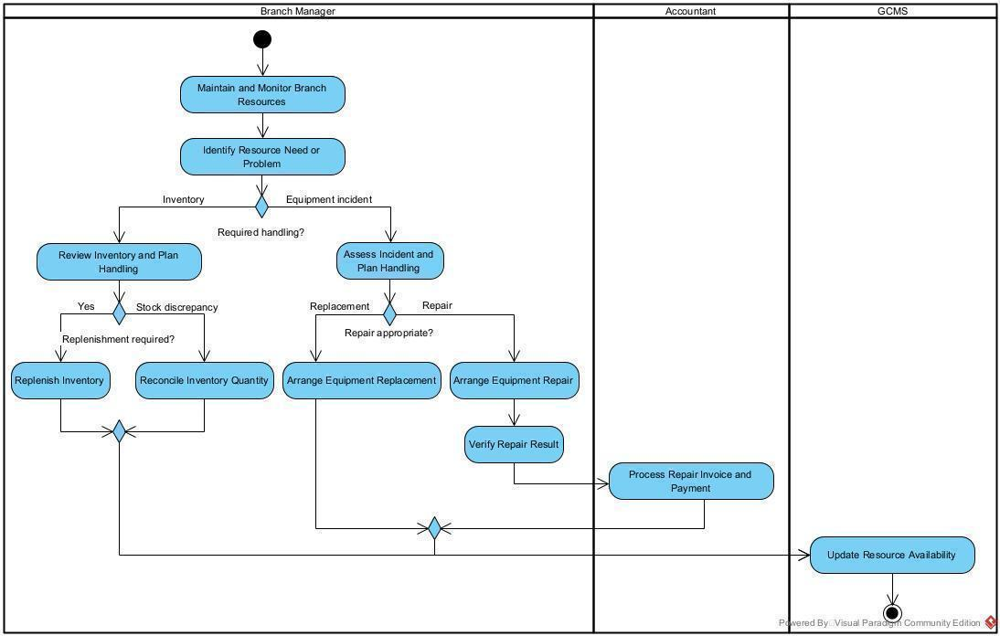 Branch Manager
Accountant
GCMS
Maintain and Monitor Branch
Resources
Identify Resource Need or
Problem
Inventory
Equipment incident
Required handling?
Review Inventory and Plan
Handling
Assess Incident and
Plan Handling
Yes
Stock discrepancy
Replacement
Repair
Replenishment required?
Repair appropriate?
Replenish Inventory
Reconcile Inventory Quantity
Arrange Equipment Replacement
Arrange Equipment Repair
Verify Repair Result
Process Repair Invoice and
Payment
Update Resource Availability
Powered By Visual Paradigm Community Edition